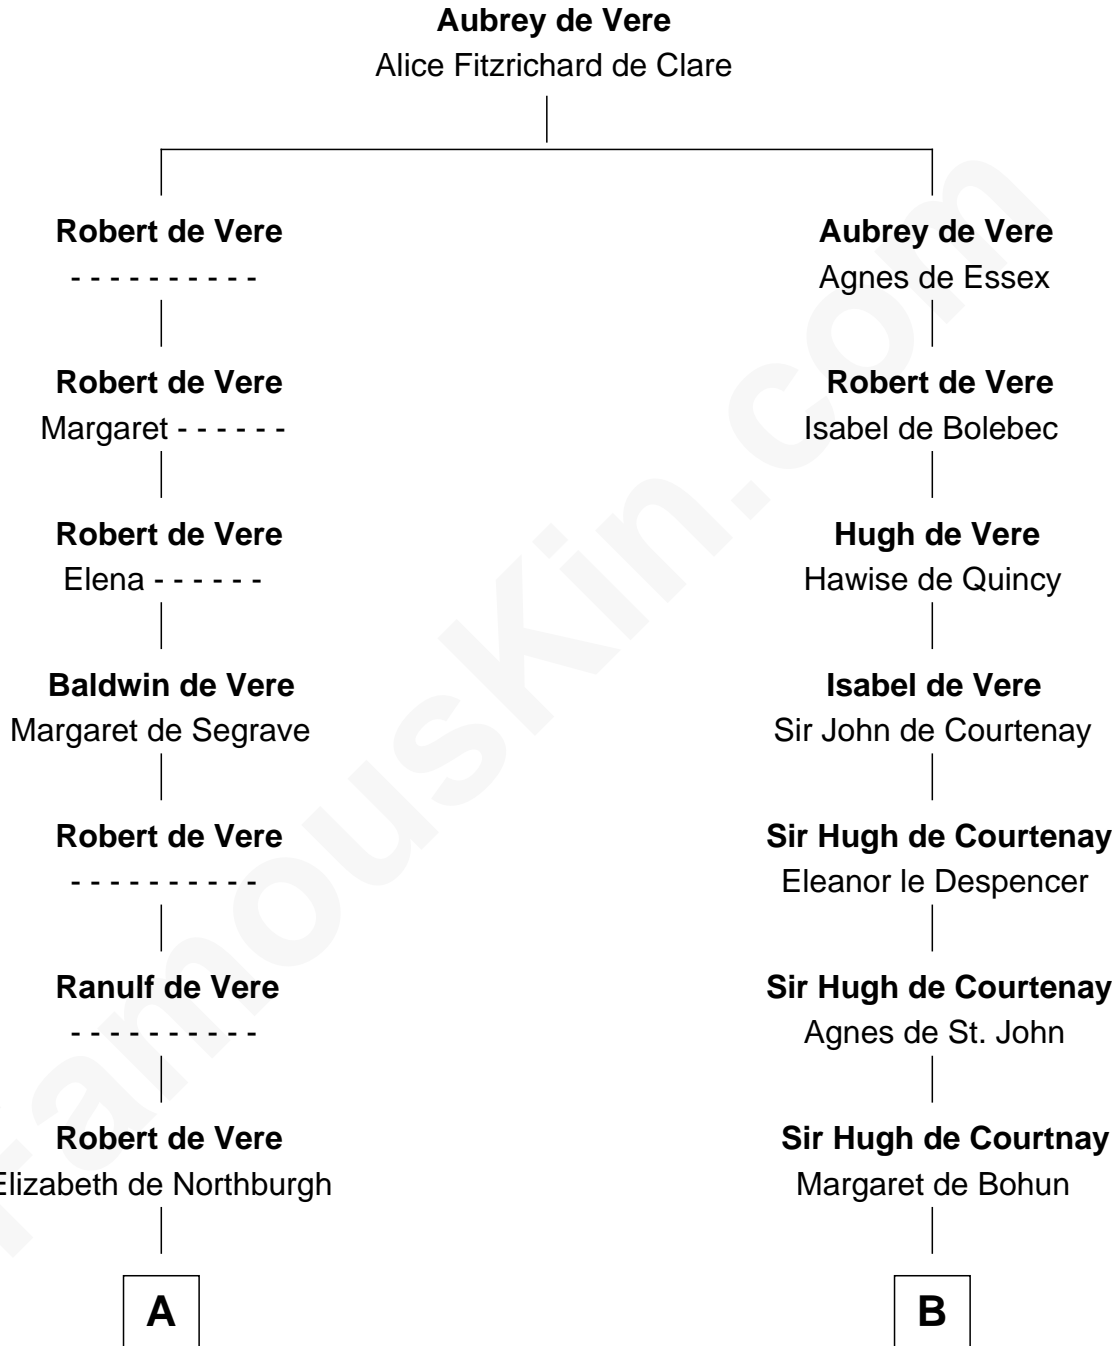 Aubrey de Vere
Alice Fitzrichard de Clare
Robert de Vere
- - - - - - - - - -
Aubrey de Vere
Agnes de Essex
Robert de Vere
Margaret - - - - - -
Robert de Vere
Isabel de Bolebec
Robert de Vere
Elena - - - - - -
Hugh de Vere
Hawise de Quincy
Baldwin de Vere
Margaret de Segrave
Isabel de Vere
Sir John de Courtenay
Robert de Vere
- - - - - - - - - -
Sir Hugh de Courtenay
Eleanor le Despencer
Ranulf de Vere
- - - - - - - - - -
Sir Hugh de Courtenay
Agnes de St. John
Robert de Vere
Elizabeth de Northburgh
Sir Hugh de Courtnay
Margaret de Bohun
A
B
famouskin.com